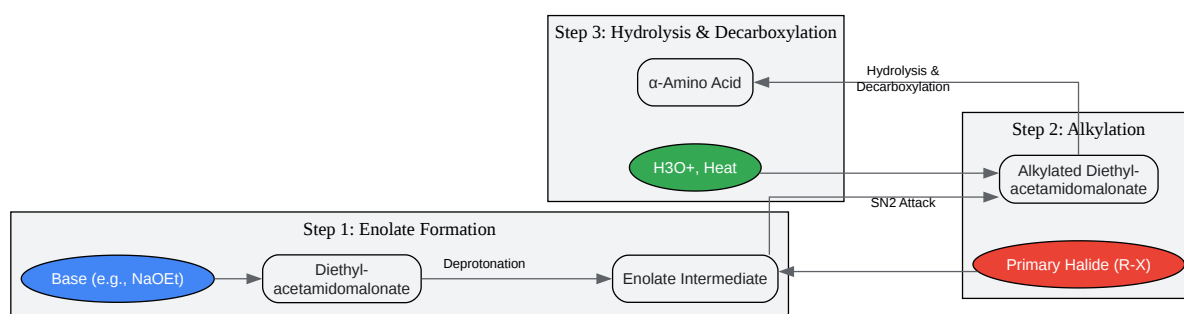 Step 3: Hydrolysis & Decarboxylation
α-Amino Acid
Hydrolysis &
Decarboxylation
H3O+, Heat
Step 2: Alkylation
Alkylated Diethyl-
acetamidomalonate
SN2 Attack
Primary Halide (R-X)
Step 1: Enolate Formation
Base (e.g., NaOEt)
Diethyl-
acetamidomalonate
Deprotonation
Enolate Intermediate